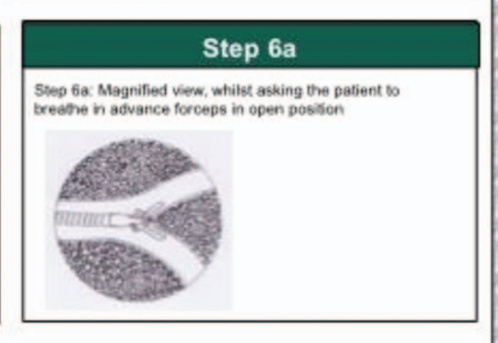 Step 6a
Step 6a: Magnified view, whilst asking the patient to
breathe in advance forceps in open position